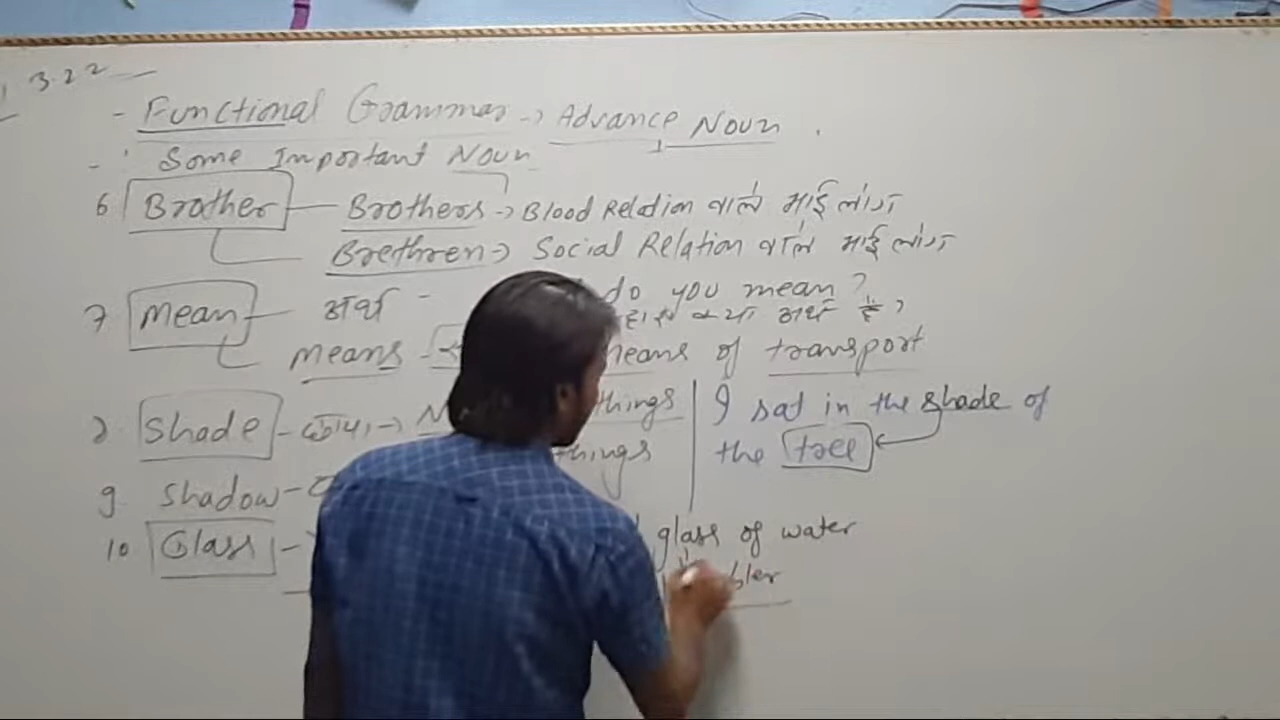 3.22
- Functional Grammar -> Advance Noun .
- Some Important Noun
6 Brother - Brothers -> Blood Relation वाले भाई लोग
Brethren -> Social Relation वाले भाई लोग
7 Mean - अर्थ - do you mean?
क्या अर्थ है ?
means - means of transport
Shade - छाया -> things | I sat in the shade of
things the tree
9. Shadow -
10 Glass - glass of water